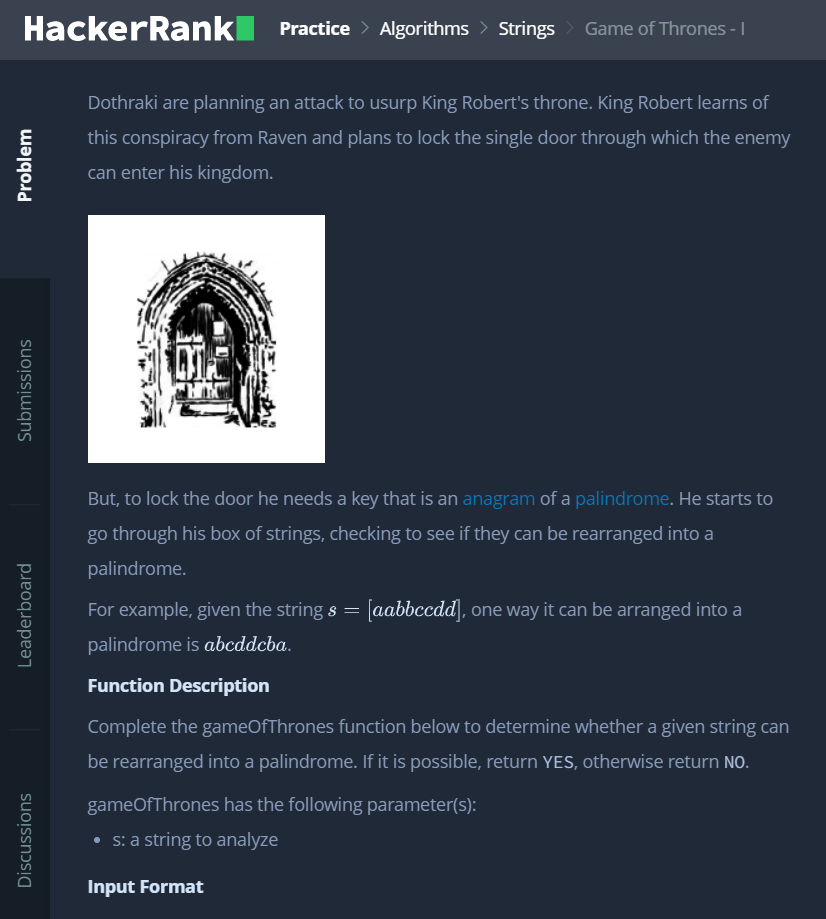 HackerRank Practice > Algorithms > Strings > Game of Thrones - I
Problem
Submissions
Leaderboard
Discussions
Dothraki are planning an attack to usurp King Robert's throne. King Robert learns of
this conspiracy from Raven and plans to lock the single door through which the enemy
can enter his kingdom.
But, to lock the door he needs a key that is an anagram of a palindrome. He starts to
go through his box of strings, checking to see if they can be rearranged into a
palindrome.
For example, given the string s = [aabbccdd], one way it can be arranged into a
palindrome is abcddcba.
Function Description
Complete the gameOfThrones function below to determine whether a given string can
be rearranged into a palindrome. If it is possible, return YES, otherwise return NO.
gameOfThrones has the following parameter(s):
• s: a string to analyze
Input Format